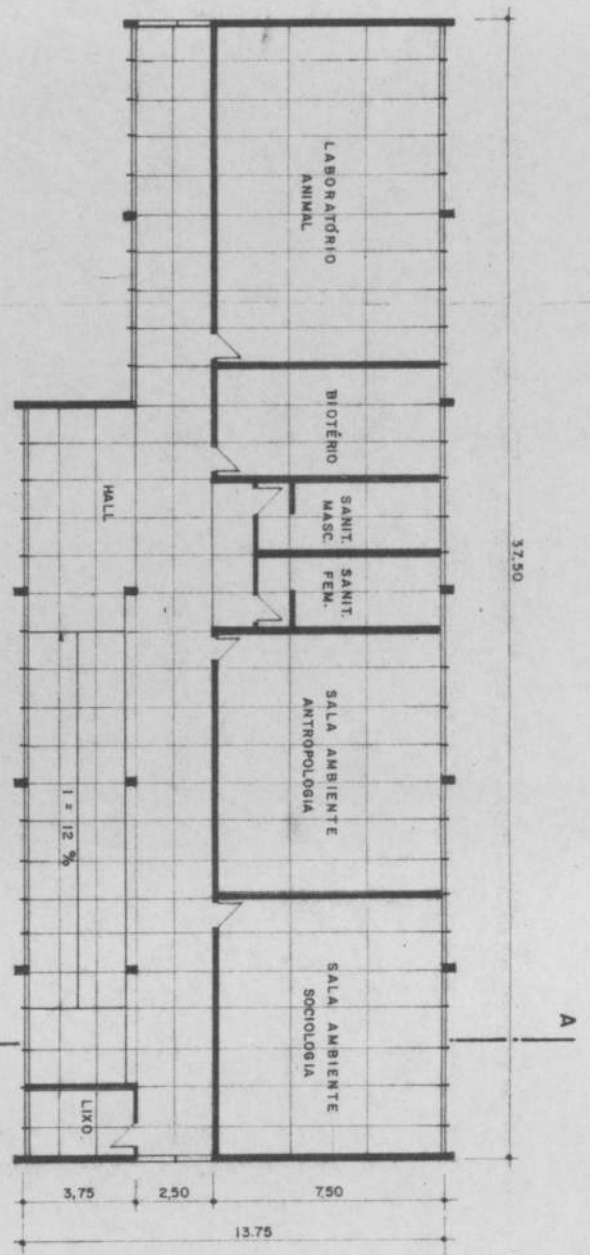 37.50
A
LABORATÓRIO
ANIMAL
BIOTÉRIO
SANIT.
MASC.
SANIT.
FEM.
SALA AMBIENTE
ANTROPOLOGIA
SALA AMBIENTE
SOCIOLOGIA
HALL
I = 12 %
LIXO
7,50
2,50
3,75
13.75